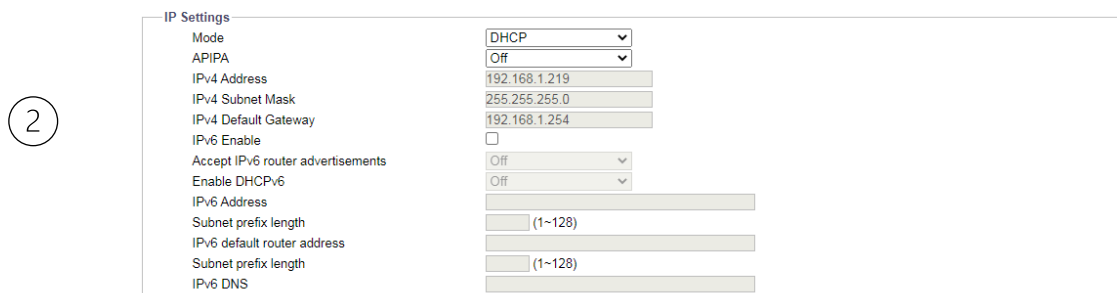 IP Settings
Mode DHCP
APIPA Off
IPv4 Address 192.168.1.219
IPv4 Subnet Mask 255.255.255.0
IPv4 Default Gateway 192.168.1.254
2
IPv6 Enable
Accept IPv6 router advertisements Off
Enable DHCPv6 Off
IPv6 Address
Subnet prefix length (1~128)
IPv6 default router address
Subnet prefix length (1~128)
IPv6 DNS